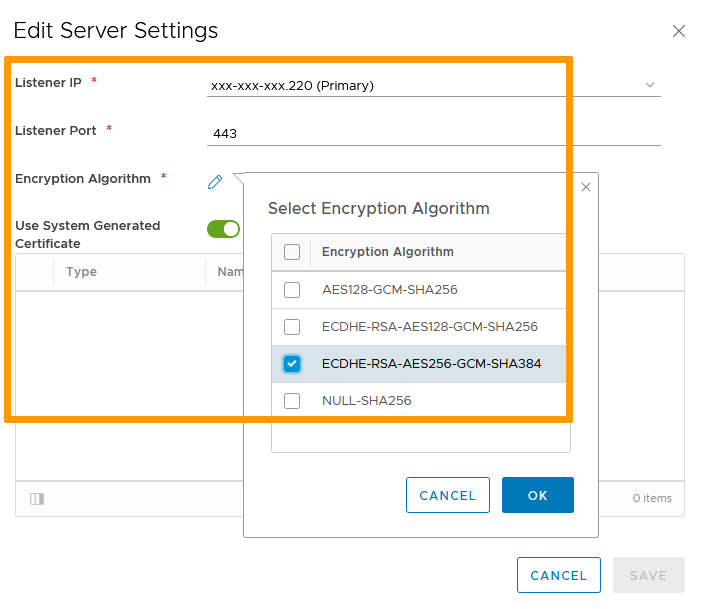 Edit Server Settings
Listener IP *
xxx-xxx-xxx.220 (Primary)
Listener Port *
443
Encryption Algorithm *
Use System Generated
Certificate
Type
Nam
Select Encryption Algorithm
Encryption Algorithm
AES128-GCM-SHA256
ECDHE-RSA-AES128-GCM-SHA256
ECDHE-RSA-AES256-GCM-SHA384
NULL-SHA256
CANCEL
OK
0 items
CANCEL
SAVE